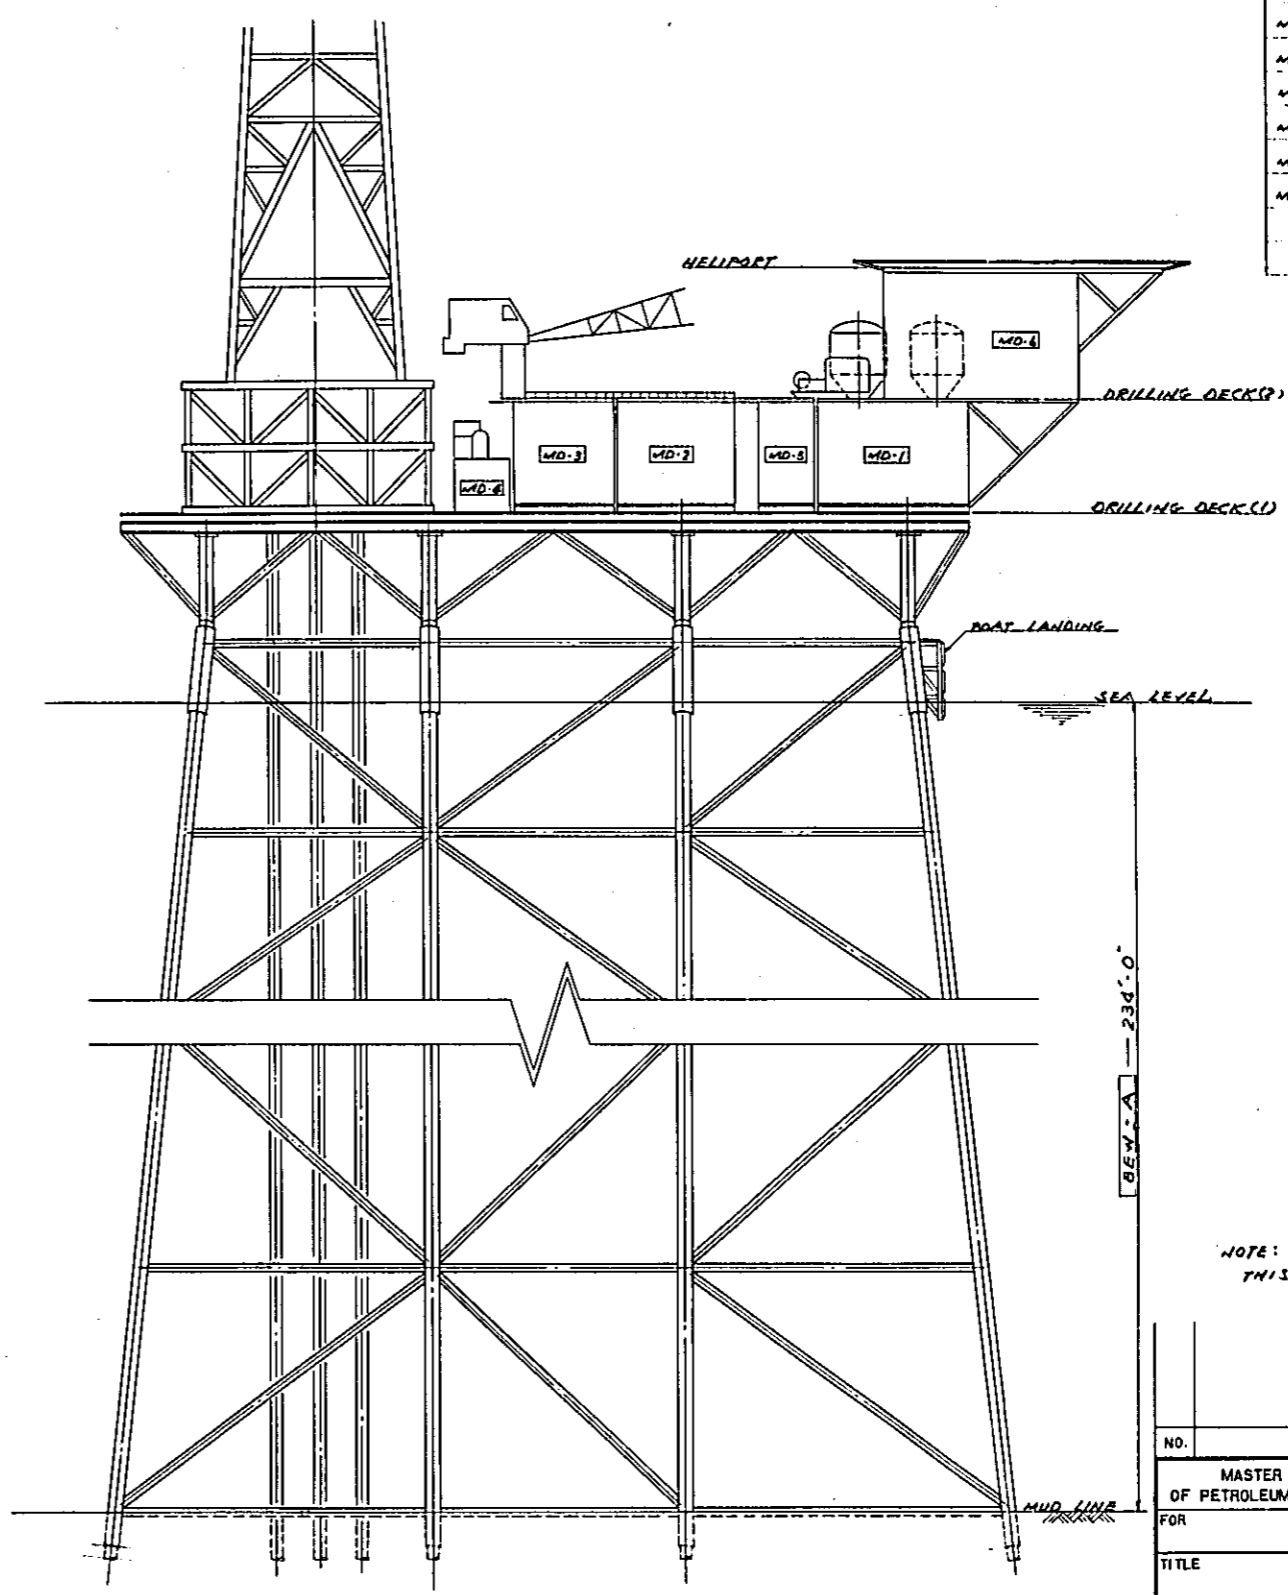 HELIPORT
MD-6
DRILLING DECK(2)
MD-3
MD-2
MD-5
MD-1
MD-4
DRILLING DECK(1)
BOAT LANDING
SEA LEVEL
BEW-A — 234'-0"
NOTE:
THIS
MUD LINE
NO.
MASTER
OF PETROLEUM
FOR
TITLE